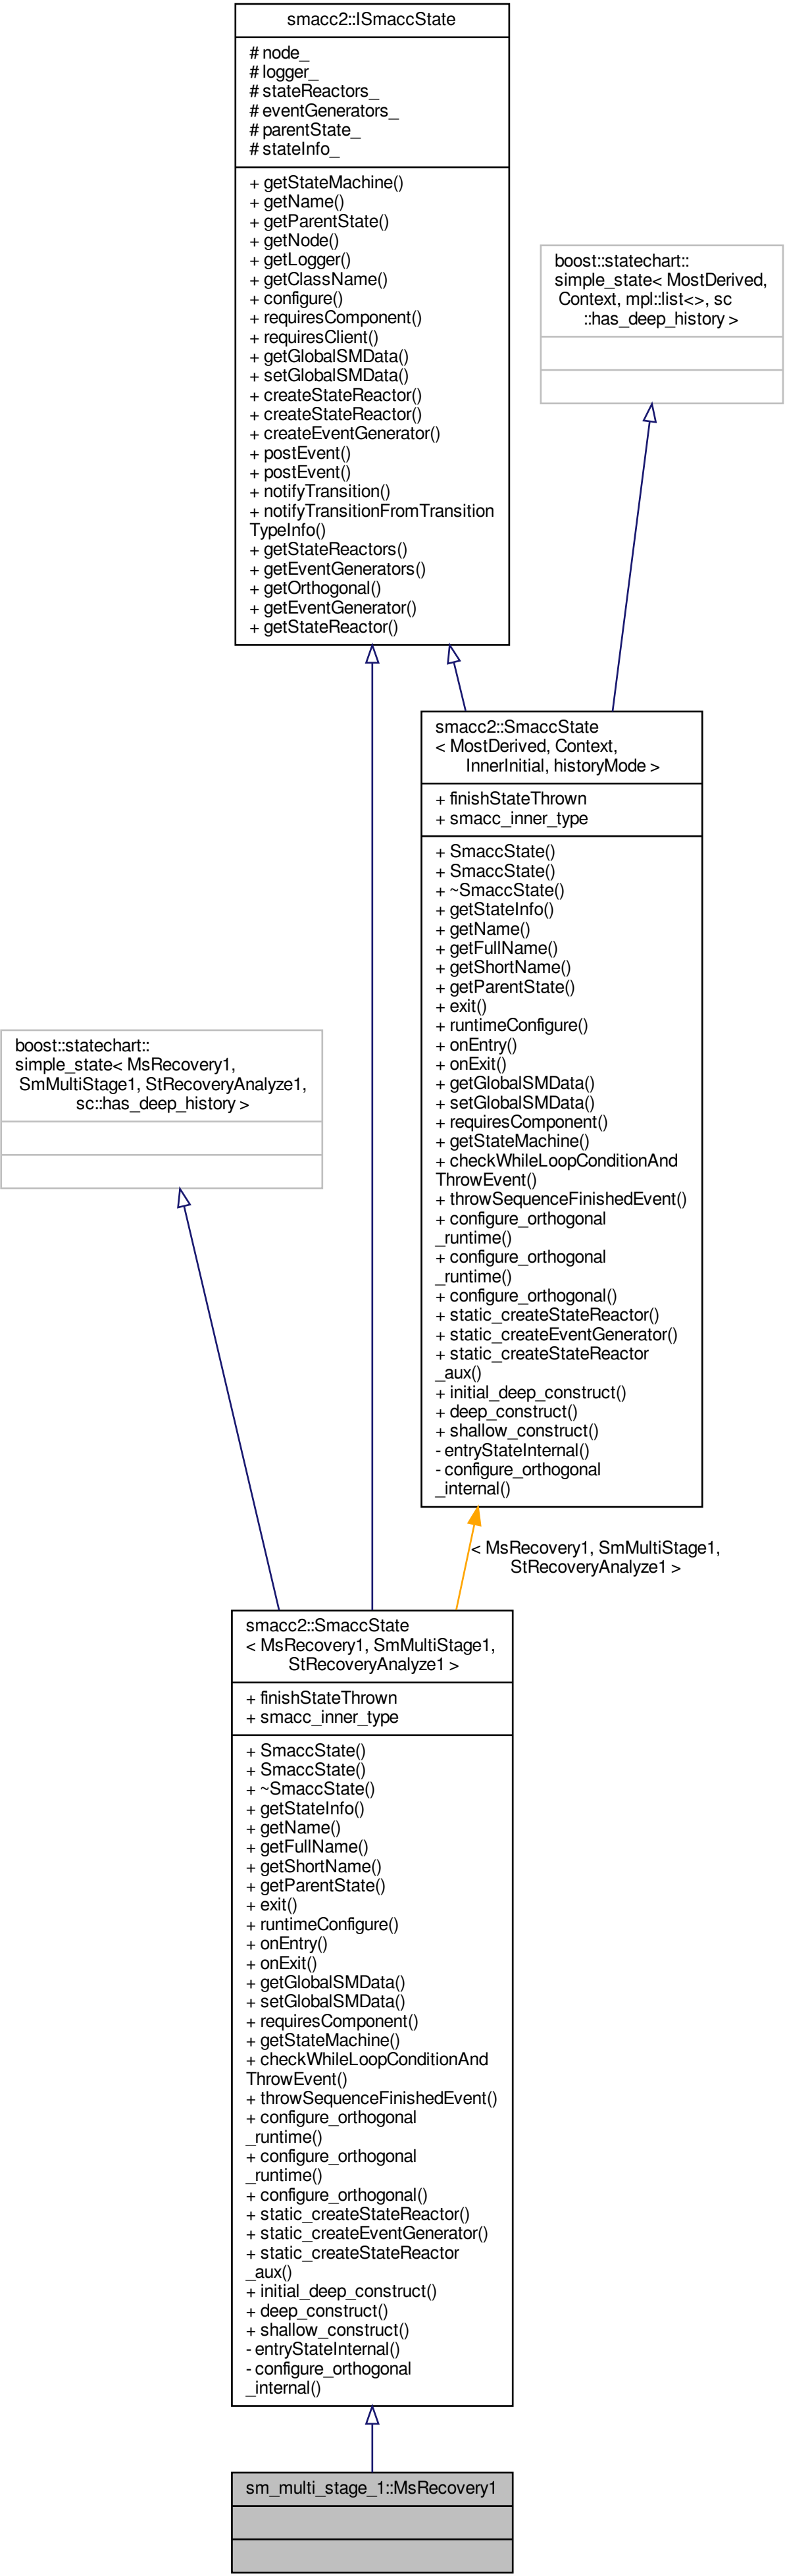 smacc2::ISmaccState
# node_
# logger_
# stateReactors_
# eventGenerators_
# parentState_
# stateInfo_
+ getStateMachine()
+ getName()
+ getParentState()
+ getNode()
+ getLogger()
+ getClassName()
+ configure()
+ requiresComponent()
+ requiresClient()
+ getGlobalSMData()
+ setGlobalSMData()
+ createStateReactor()
+ createStateReactor()
+ createEventGenerator()
+ postEvent()
+ postEvent()
+ notifyTransition()
+ notifyTransitionFromTransition
TypeInfo()
+ getStateReactors()
+ getEventGenerators()
+ getOrthogonal()
+ getEventGenerator()
+ getStateReactor()
boost::statechart::
simple_state< MostDerived,
Context, mpl::list<>, sc
::has_deep_history >
smacc2::SmaccState
< MostDerived, Context,
InnerInitial, historyMode >
+ finishStateThrown
+ smacc_inner_type
+ SmaccState()
+ SmaccState()
+ ~SmaccState()
+ getStateInfo()
+ getName()
+ getFullName()
+ getShortName()
+ getParentState()
+ exit()
+ runtimeConfigure()
+ onEntry()
+ onExit()
+ getGlobalSMData()
+ setGlobalSMData()
+ requiresComponent()
+ getStateMachine()
+ checkWhileLoopConditionAnd
ThrowEvent()
+ throwSequenceFinishedEvent()
+ configure_orthogonal
_runtime()
+ configure_orthogonal
_runtime()
+ configure_orthogonal()
+ static_createStateReactor()
+ static_createEventGenerator()
+ static_createStateReactor
_aux()
+ initial_deep_construct()
+ deep_construct()
+ shallow_construct()
- entryStateInternal()
- configure_orthogonal
_internal()
boost::statechart::
simple_state< MsRecovery1,
SmMultiStage1, StRecoveryAnalyze1,
sc::has_deep_history >
< MsRecovery1, SmMultiStage1,
StRecoveryAnalyze1 >
smacc2::SmaccState
< MsRecovery1, SmMultiStage1,
StRecoveryAnalyze1 >
+ finishStateThrown
+ smacc_inner_type
+ SmaccState()
+ SmaccState()
+ ~SmaccState()
+ getStateInfo()
+ getName()
+ getFullName()
+ getShortName()
+ getParentState()
+ exit()
+ runtimeConfigure()
+ onEntry()
+ onExit()
+ getGlobalSMData()
+ setGlobalSMData()
+ requiresComponent()
+ getStateMachine()
+ checkWhileLoopConditionAnd
ThrowEvent()
+ throwSequenceFinishedEvent()
+ configure_orthogonal
_runtime()
+ configure_orthogonal
_runtime()
+ configure_orthogonal()
+ static_createStateReactor()
+ static_createEventGenerator()
+ static_createStateReactor
_aux()
+ initial_deep_construct()
+ deep_construct()
+ shallow_construct()
- entryStateInternal()
- configure_orthogonal
_internal()
sm_multi_stage_1::MsRecovery1